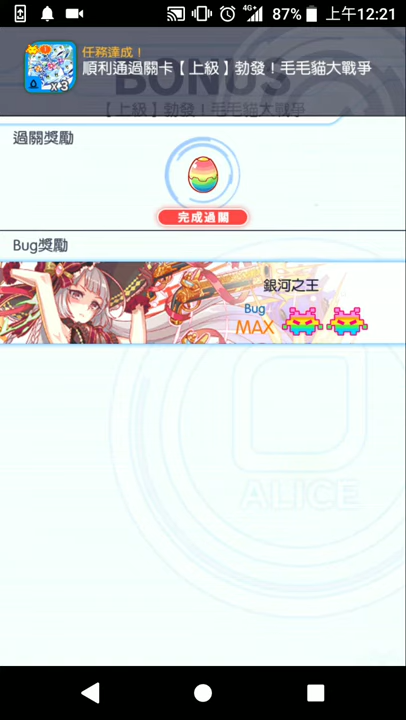 4G
87%
上午12:21
任務達成！
順利通過關卡【上級】勃發！毛毛貓大戰爭
x3
BONUS
【上級】勃發！毛毛貓大戰爭
過關獎勵
完成過關
Bug獎勵
銀河之王
Bug
MAX
ALICE